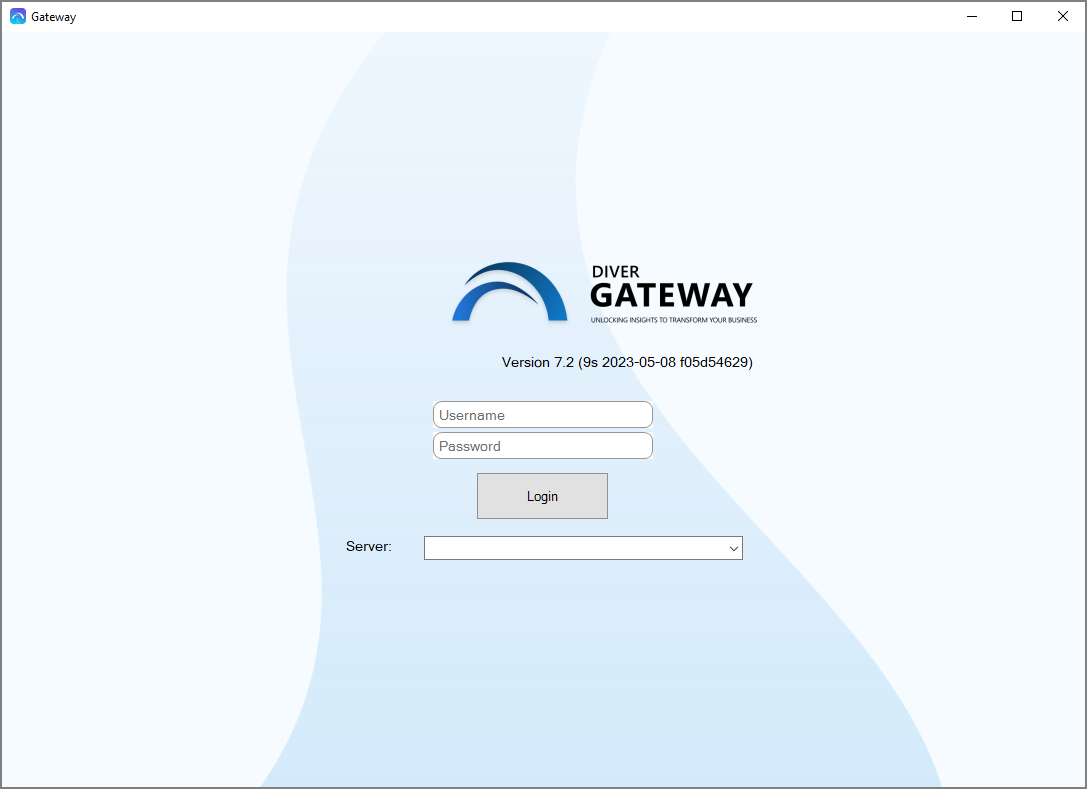 Gateway
DIVER
GATEWAY
UNLOCKING INSIGHTS TO TRANSFORM YOUR BUSINESS
Version 7.2 (9s 2023-05-08 f05d54629)
Username
Password
Login
Server: